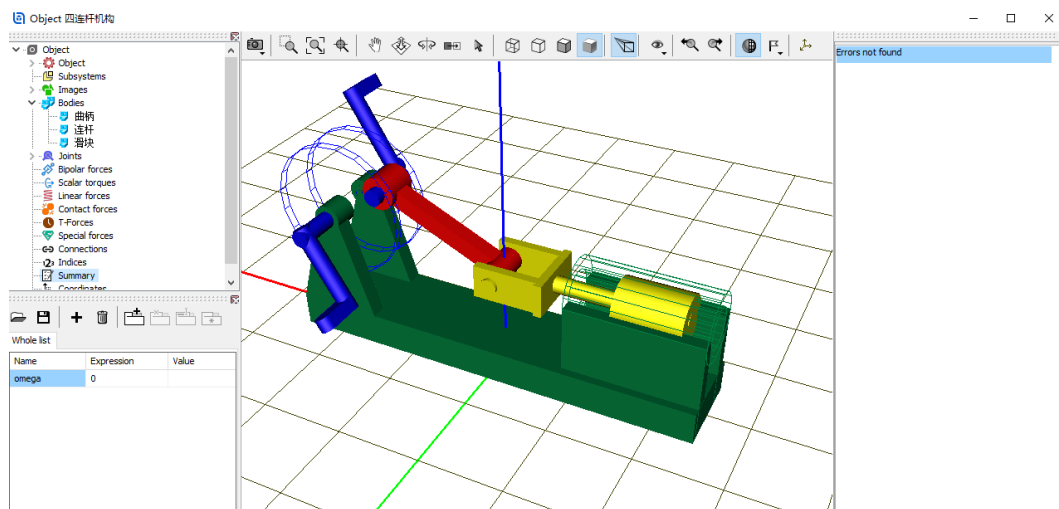 Object 四连杆机构
Object
Object
Subsystems
Images
Bodies
曲柄
连杆
滑块
Joints
Bipolar forces
Scalar torques
Linear forces
Contact forces
T-Forces
Special forces
Connections
Indices
Summary
Coordinates
Whole list
Name Expression Value
omega 0
Errors not found